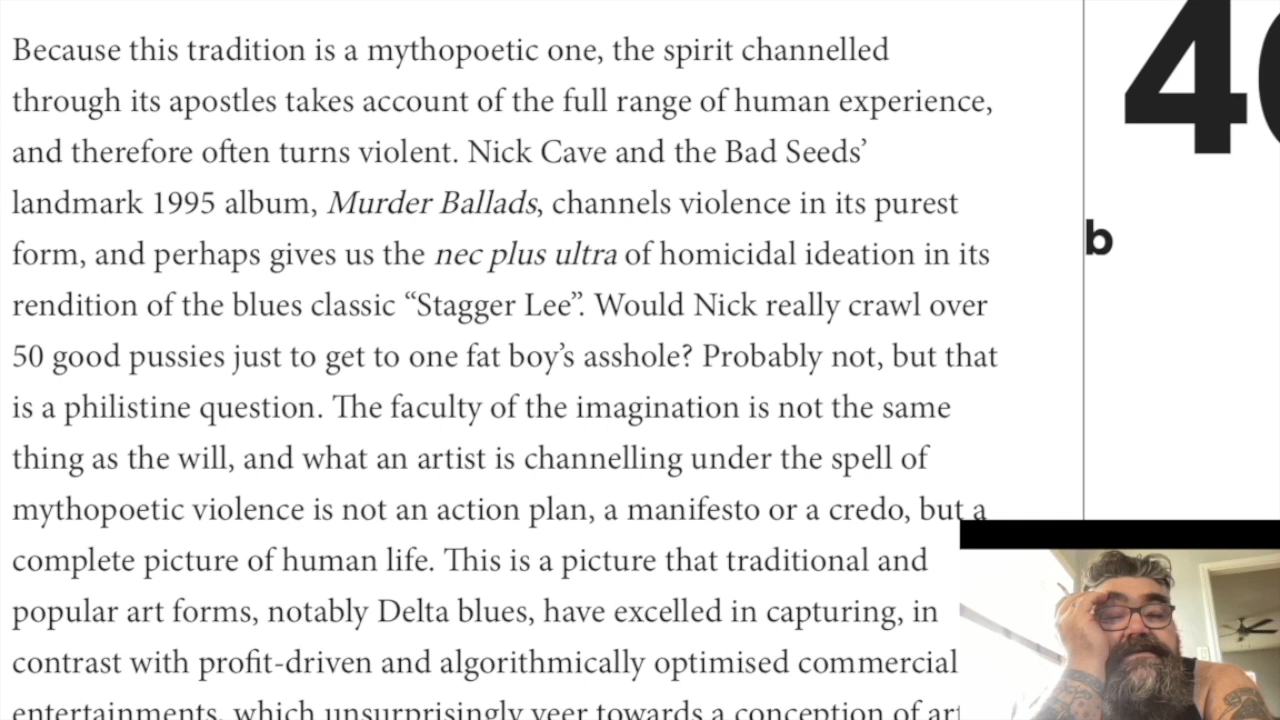 Because this tradition is a mythopoetic one, the spirit channelled
through its apostles takes account of the full range of human experience,
and therefore often turns violent. Nick Cave and the Bad Seeds’
landmark 1995 album, Murder Ballads, channels violence in its purest
form, and perhaps gives us the nec plus ultra of homicidal ideation in its
rendition of the blues classic “Stagger Lee”. Would Nick really crawl over
50 good pussies just to get to one fat boy’s asshole? Probably not, but that
is a philistine question. The faculty of the imagination is not the same
thing as the will, and what an artist is channelling under the spell of
mythopoetic violence is not an action plan, a manifesto or a credo, but a
complete picture of human life. This is a picture that traditional and
popular art forms, notably Delta blues, have excelled in capturing, in
contrast with profit-driven and algorithmically optimised commercial
entertainments, which unsurprisingly veer towards a conception of art
4
b